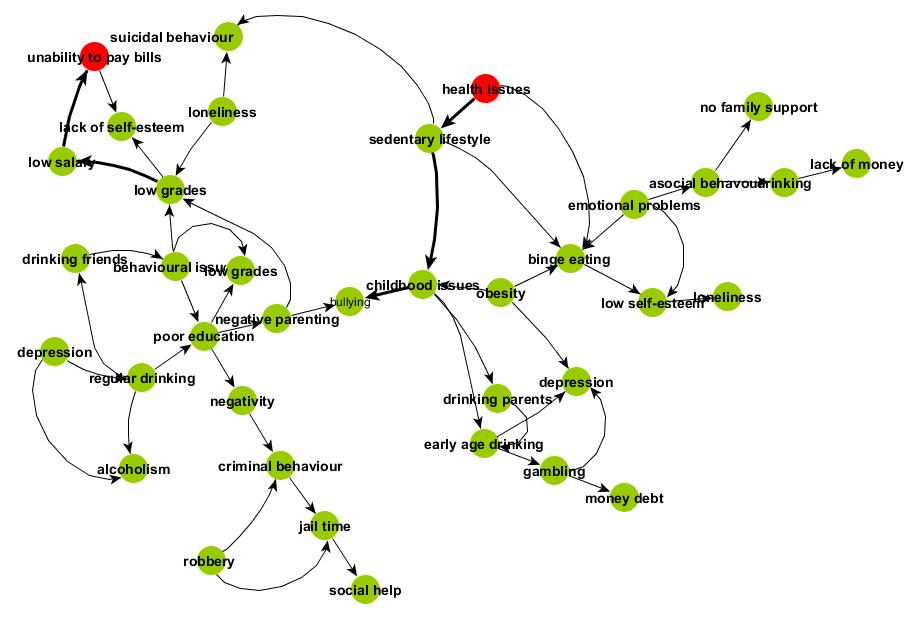 suicidal behaviour
unability to pay bills
health issues
no family support
loneliness
lack of self-esteem
sedentary lifestyle
low salary
lack of money
asocial behavour
drinking
low grades
emotional problems
drinking friends
behavioural issu
low grades
binge eating
childhood issues
obesity
bullying
low self-esteem
loneliness
negative parenting
poor education
depression
regular drinking
depression
negativity
drinking parents
early age drinking
alcoholism
criminal behaviour
gambling
money debt
jail time
robbery
social help